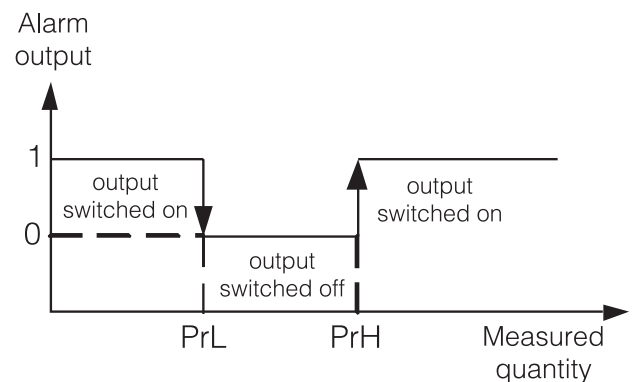 Alarm
output
1
output
switched on
output
switched on
0
output
switched off
PrL
PrH
Measured
quantity